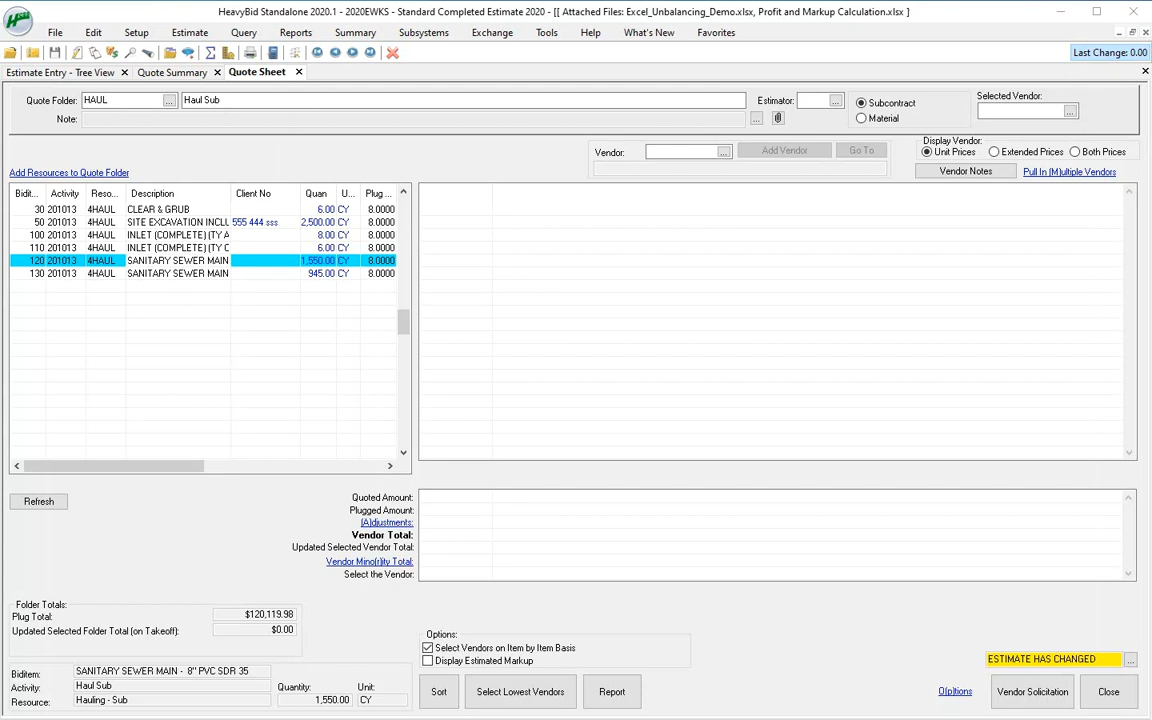 HeavyBid Standalone 2020.1 - 2020EWKS - Standard Completed Estimate 2020 - [[ Attached Files: Excel_Unbalancing_Demo.xlsx, Profit and Markup Calculation.xlsx ]
File Edit Setup Estimate Query Reports Summary Subsystems Exchange Tools Help What's New Favorites
Last Change: 0.00
Estimate Entry - Tree View Quote Summary Quote Sheet
Quote Folder: HAUL ... Haul Sub Estimator: ... Subcontract Selected Vendor:
Note: ... Material ...
Vendor: ... Add Vendor Go To Display Vendor:
Unit Prices Extended Prices Both Prices
Add Resources to Quote Folder Vendor Notes Pull In (M)ultiple Vendors
Bidit... Activity Reso... Description Client No Quan U... Plug ...
30 201013 4HAUL CLEAR & GRUB 6.00 CY 8.0000
50 201013 4HAUL SITE EXCAVATION INCLU 555 444 sss 2,500.00 CY 8.0000
100 201013 4HAUL INLET (COMPLETE) (TY A 8.00 CY 8.0000
110 201013 4HAUL INLET (COMPLETE) (TY C 6.00 CY 8.0000
120 201013 4HAUL SANITARY SEWER MAIN 1,550.00 CY 8.0000
130 201013 4HAUL SANITARY SEWER MAIN 945.00 CY 8.0000
Refresh
Quoted Amount:
Plugged Amount:
(A)djustments:
Vendor Total:
Updated Selected Vendor Total:
Vendor Mino(r)ity Total:
Select the Vendor:
Folder Totals:
Plug Total: $120,119.98
Updated Selected Folder Total (on Takeoff): $0.00
Options:
Select Vendors on Item by Item Basis
Display Estimated Markup
ESTIMATE HAS CHANGED ...
Biditem: SANITARY SEWER MAIN - 8" PVC SDR 35
Activity: Haul Sub Quantity: Unit:
Resource: Hauling - Sub 1,550.00 CY
Sort Select Lowest Vendors Report O(p)tions Vendor Solicitation Close